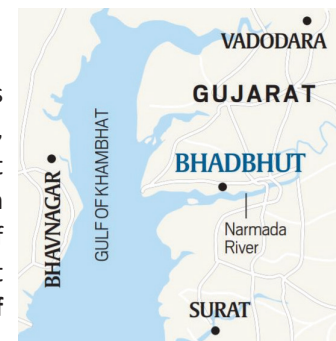 VADODARA
GUJARAT
GULF OF KHAMBHAT
BHADBHUT
BHAVNAGAR
Narmada
River
SURAT